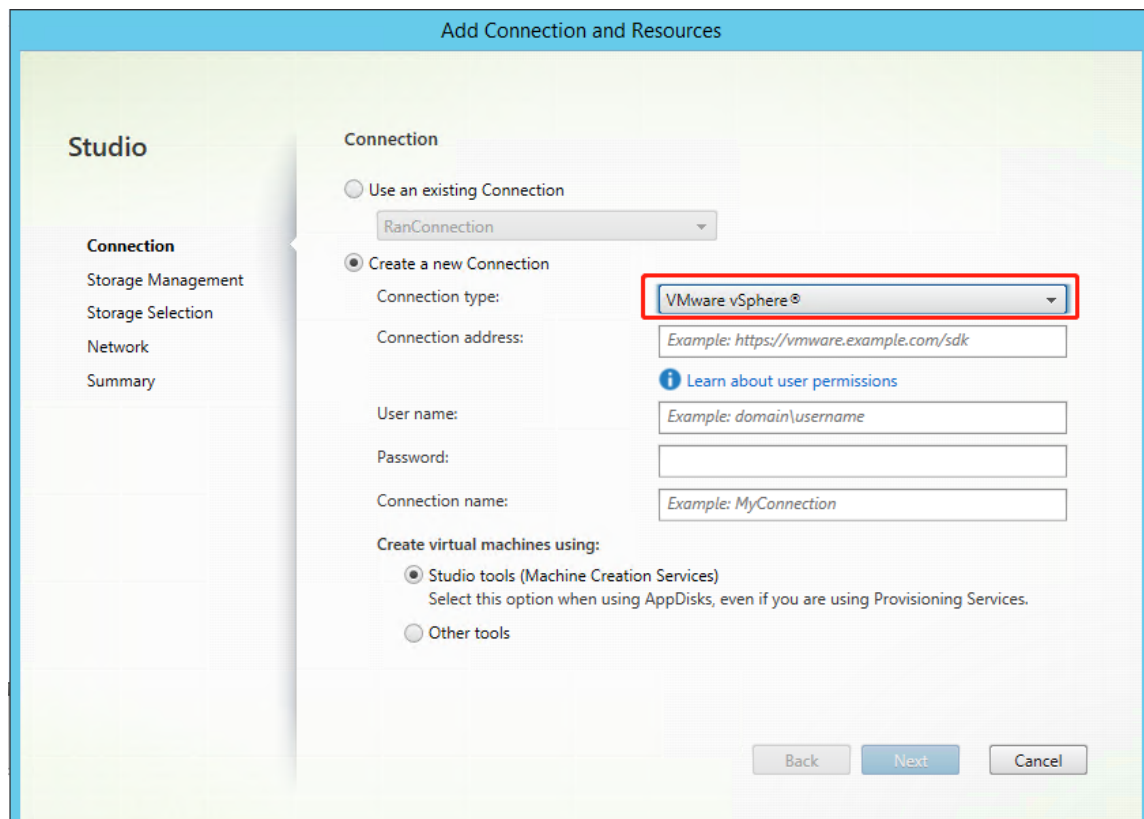 Add Connection and Resources
Studio
Connection
Storage Management
Storage Selection
Network
Summary
Connection
Use an existing Connection
RanConnection
Create a new Connection
Connection type:
VMware vSphere®
Connection address:
Example: https://vmware.example.com/sdk
Learn about user permissions
User name:
Example: domain\username
Password:
Connection name:
Example: MyConnection
Create virtual machines using:
Studio tools (Machine Creation Services)
Select this option when using AppDisks, even if you are using Provisioning Services.
Other tools
Back
Next
Cancel